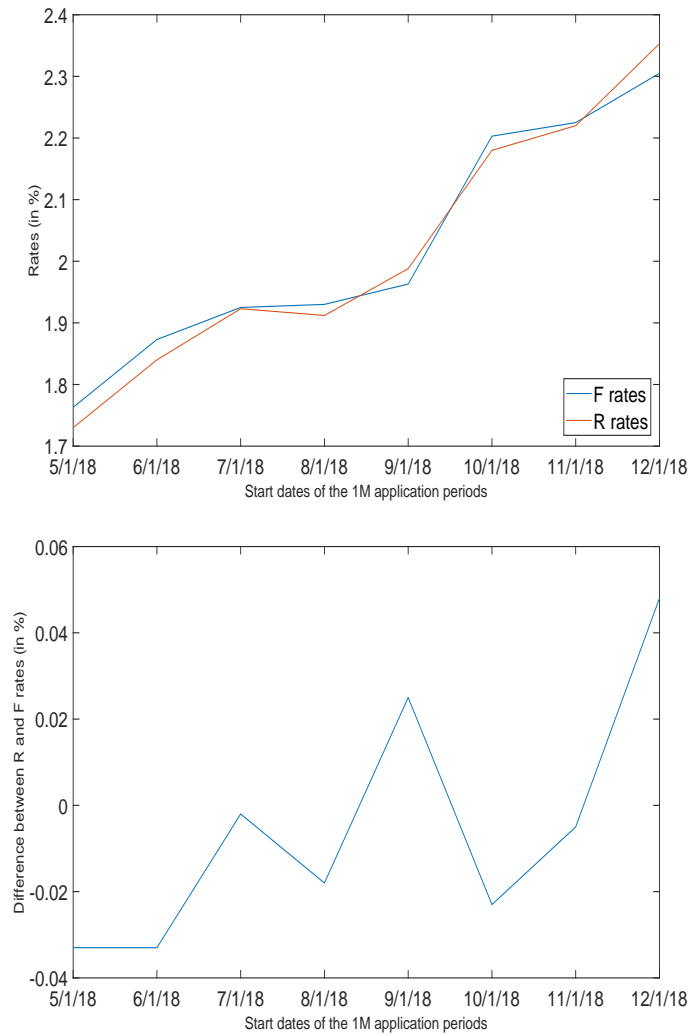 2.4
2.3
2.2
2.1
2
1.9
1.8
1.7
Rates (in %)
F rates
R rates
5/1/18 6/1/18 7/1/18 8/1/18 9/1/18 10/1/18 11/1/18 12/1/18
Start dates of the 1M application periods
0.06
0.04
0.02
0
-0.02
-0.04
Difference between R and F rates (in %)
5/1/18 6/1/18 7/1/18 8/1/18 9/1/18 10/1/18 11/1/18 12/1/18
Start dates of the 1M application periods